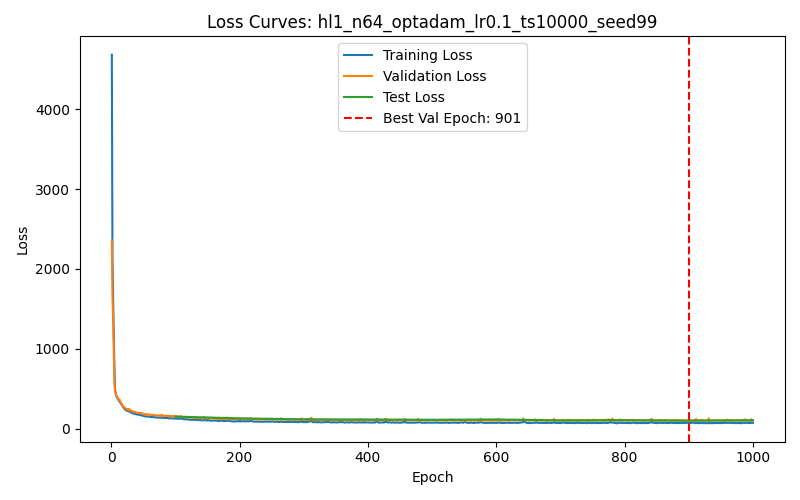 Loss Curves: hl1_n64_optadam_lr0.1_ts10000_seed99
Training Loss
Validation Loss
Test Loss
Best Val Epoch: 901
4000
3000
2000
1000
0
Loss
0 200 400 600 800 1000
Epoch